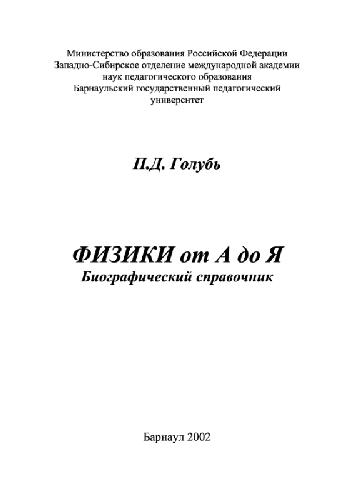 Министерство образования Российской Федерации
Западно-Сибирское отделение международной академии
наук педагогического образования
Барнаульский государственный педагогический
университет
П.Д. Голубь
ФИЗИКИ от А до Я
Биографический справочник
Барнаул 2002